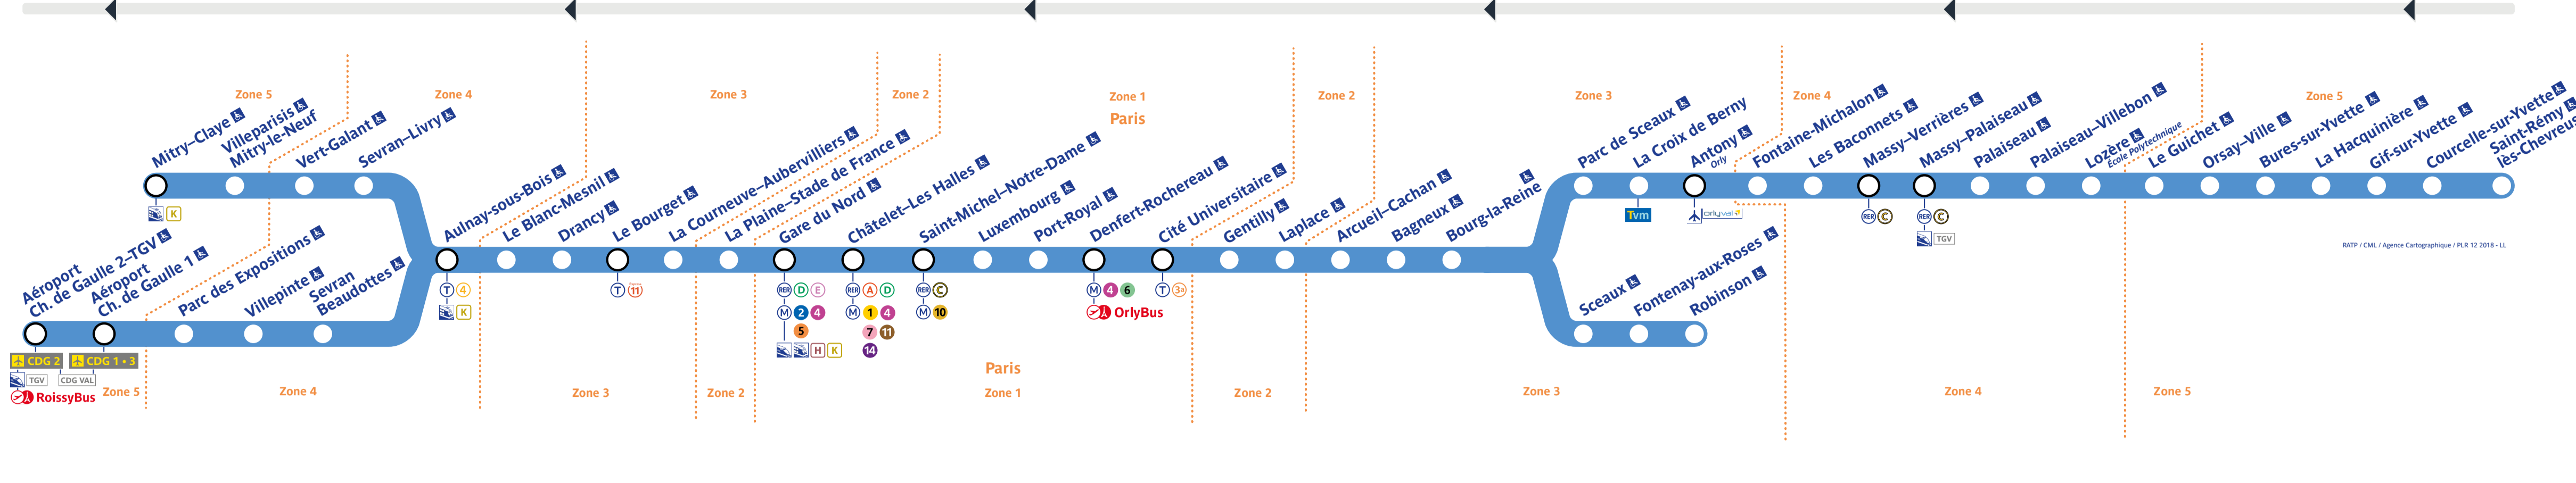 Zone 5
Zone 4
Zone 3
Zone 2
Zone 1
Paris
Zone 2
Zone 3
Zone 4
Zone 5
Mitry–Claye
Villeparisis
Mitry-le-Neuf
Vert-Galant
Sevran–Livry
K
Aéroport
Ch. de Gaulle 2–TGV
Aéroport
Ch. de Gaulle 1
Parc des Expositions
Villepinte
Sevran
Beaudottes
CDG 2
CDG 1 • 3
TGV
CDG VAL
RoissyBus
Aulnay-sous-Bois
T 4
K
Le Blanc-Mesnil
Drancy
Le Bourget
T 11
La Courneuve–Aubervilliers
La Plaine–Stade de France
Gare du Nord
RER D E
M 2 4
5
H K
Châtelet–Les Halles
RER A D
M 1 4
7 11
14
Saint-Michel–Notre-Dame
RER C
M 10
Luxembourg
Port-Royal
Denfert-Rochereau
M 4 6
OrlyBus
Cité Universitaire
T 3a
Gentilly
Laplace
Arcueil–Cachan
Bagneux
Bourg-la-Reine
Parc de Sceaux
La Croix de Berny
Tvm
Antony
Orly
orlyval
Fontaine-Michalon
Les Baconnets
Massy–Verrières
RER C
Massy–Palaiseau
RER C
TGV
Palaiseau
Palaiseau–Villebon
Lozère
École Polytechnique
Le Guichet
Orsay–Ville
Bures-sur-Yvette
La Hacquinière
Gif-sur-Yvette
Courcelle-sur-Yvette
Saint-Rémy
lès-Chevreus
Sceaux
Fontenay-aux-Roses
Robinson
RATP / CML / Agence Cartographique / PLR 12 2018 - LL
Zone 5
Zone 4
Zone 3
Zone 2
Paris
Zone 1
Zone 2
Zone 3
Zone 4
Zone 5